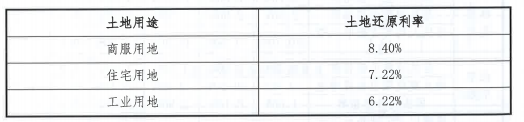 土地用途 土地还原利率
商服用地 8.40%
住宅用地 7.22%
工业用地 6.22%